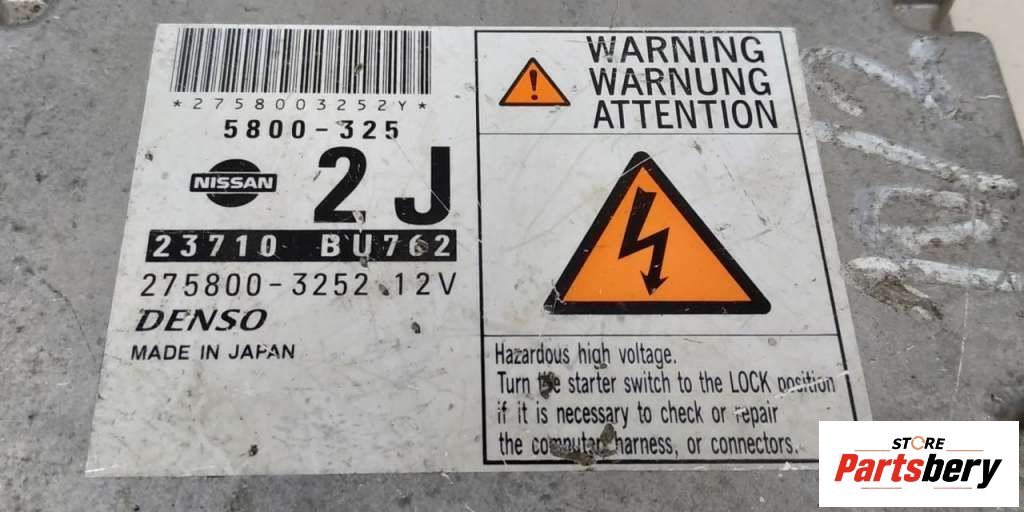 *2758003252Y*
5800-325
NISSAN
2J
23710 BU762
275800-3252 12V
DENSO
MADE IN JAPAN
WARNING
WARNUNG
ATTENTION
Hazardous high voltage.
Turn the starter switch to the LOCK position
if it is necessary to check or repair
the computer, harness, or connectors.
STORE
Partsbery